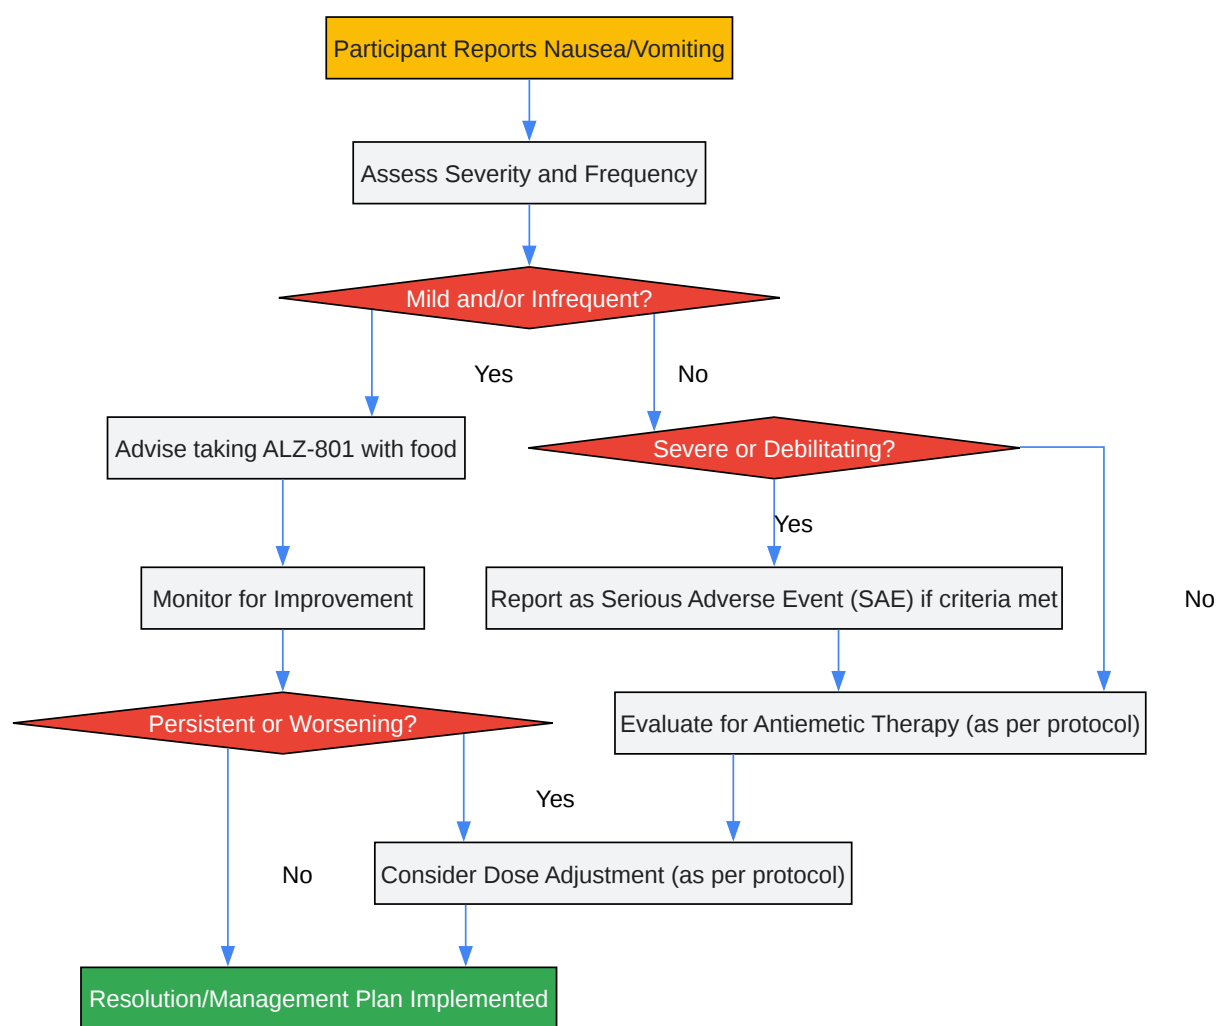 Participant Reports Nausea/Vomiting
Assess Severity and Frequency
Mild and/or Infrequent?
Yes
No
Advise taking ALZ-801 with food
Severe or Debilitating?
Yes
Monitor for Improvement
Report as Serious Adverse Event (SAE) if criteria met
No
Persistent or Worsening?
Evaluate for Antiemetic Therapy (as per protocol)
Yes
No
Consider Dose Adjustment (as per protocol)
Resolution/Management Plan Implemented